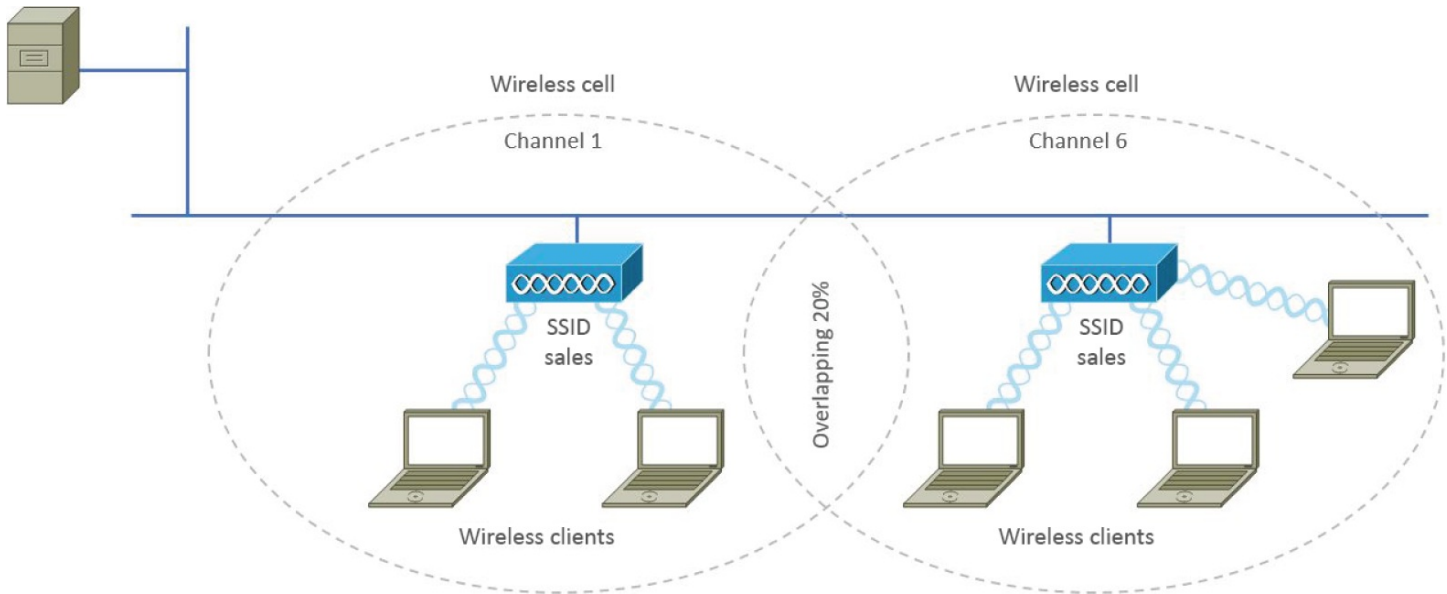 Wireless cell
Wireless cell
Channel 1
Channel 6
SSID
sales
SSID
sales
Overlapping 20%
Wireless clients
Wireless clients